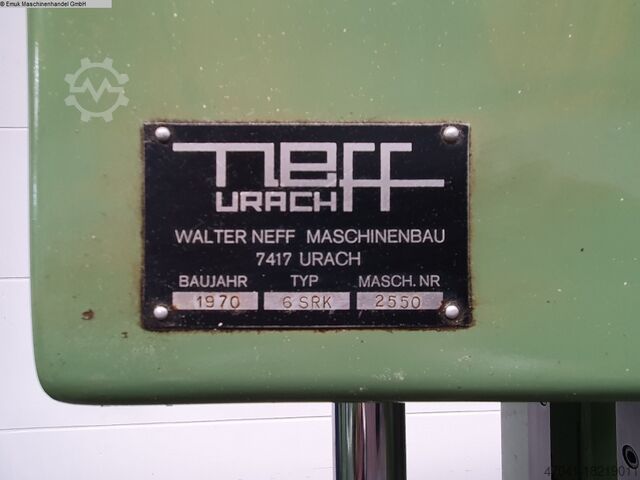 © Emuk Maschinenhandel GmbH
neff
URACH
WALTER NEFF MASCHINENBAU
7417 URACH
BAUJAHR TYP MASCH. NR
1970 6 SRK 2550